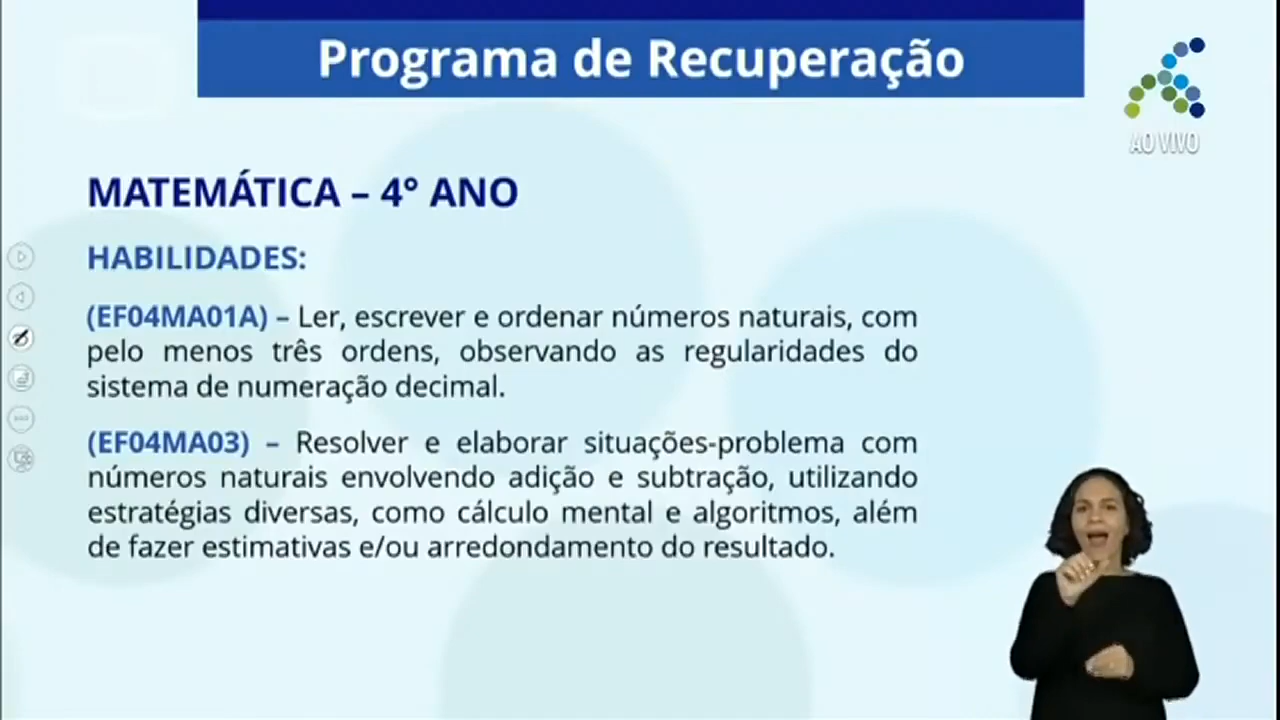 Programa de Recuperação
AO VIVO
MATEMÁTICA – 4° ANO
HABILIDADES:
(EF04MA01A) – Ler, escrever e ordenar números naturais, com
pelo menos três ordens, observando as regularidades do
sistema de numeração decimal.
(EF04MA03) – Resolver e elaborar situações-problema com
números naturais envolvendo adição e subtração, utilizando
estratégias diversas, como cálculo mental e algoritmos, além
de fazer estimativas e/ou arredondamento do resultado.